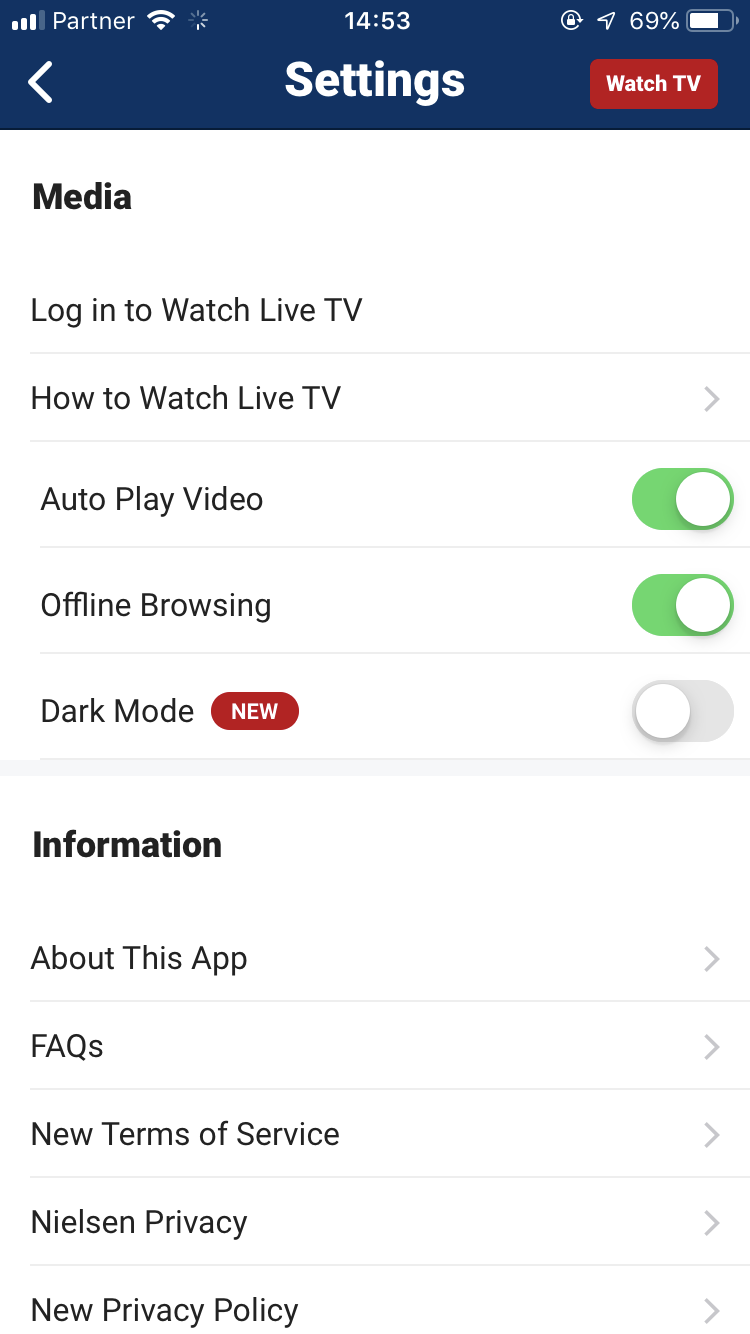 Partner 14:53 69%
Settings
Watch TV
Media
Log in to Watch Live TV
How to Watch Live TV
Auto Play Video
Offline Browsing
Dark Mode NEW
Information
About This App
FAQs
New Terms of Service
Nielsen Privacy
New Privacy Policy